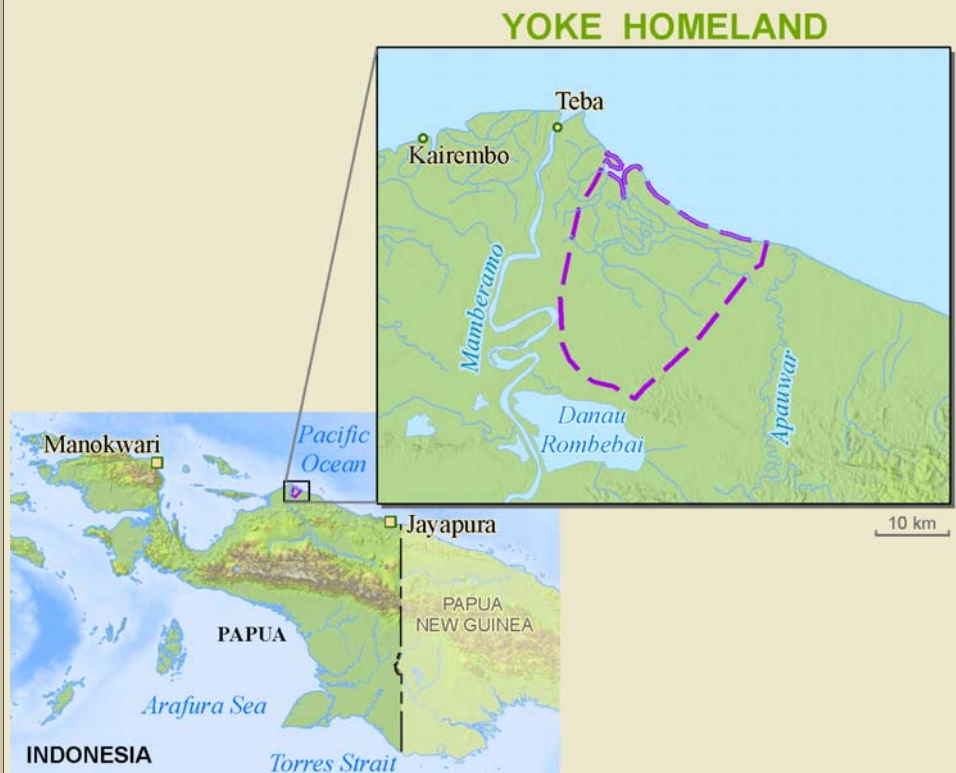 YOKE HOMELAND
Teba
Kairembo
Mamberamo
Apauwar
Danau
Rombebai
10 km
Manokwari
Pacific
Ocean
Jayapura
PAPUA
NEW GUINEA
PAPUA
Arafura Sea
INDONESIA
Torres Strait